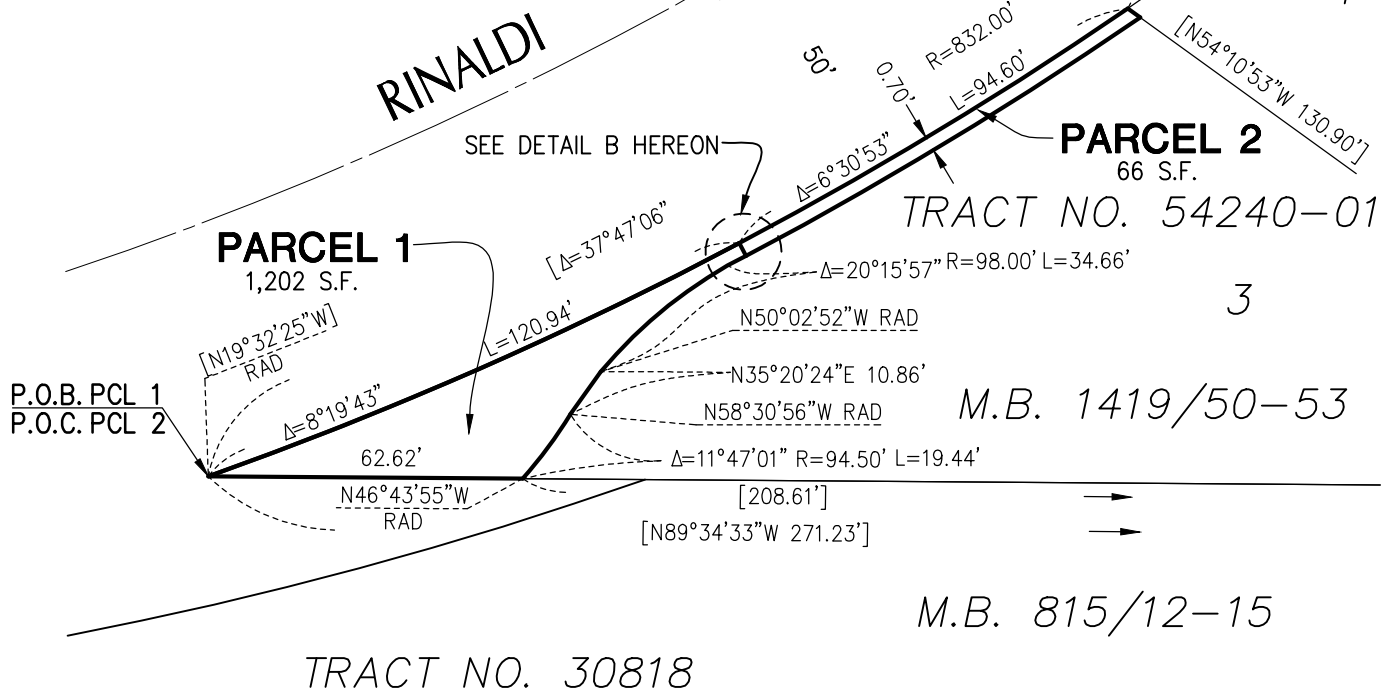 RINALDI
50'
R=832.00'
0.70'
L=94.60'
[N54°10'53"W 130.90']
SEE DETAIL B HEREON
PARCEL 2
66 S.F.
Δ=6°30'53"
TRACT NO. 54240-01
PARCEL 1
1,202 S.F.
[Δ=37°47'06"
Δ=20°15'57" R=98.00' L=34.66'
3
[N19°32'25"W]
RAD
L=120.94'
N50°02'52"W RAD
P.O.B. PCL 1
P.O.C. PCL 2
Δ=8°19'43"
N35°20'24"E 10.86'
M.B. 1419/50-53
N58°30'56"W RAD
62.62'
Δ=11°47'01" R=94.50' L=19.44'
N46°43'55"W
RAD
[208.61']
[N89°34'33"W 271.23']
M.B. 815/12-15
TRACT NO. 30818